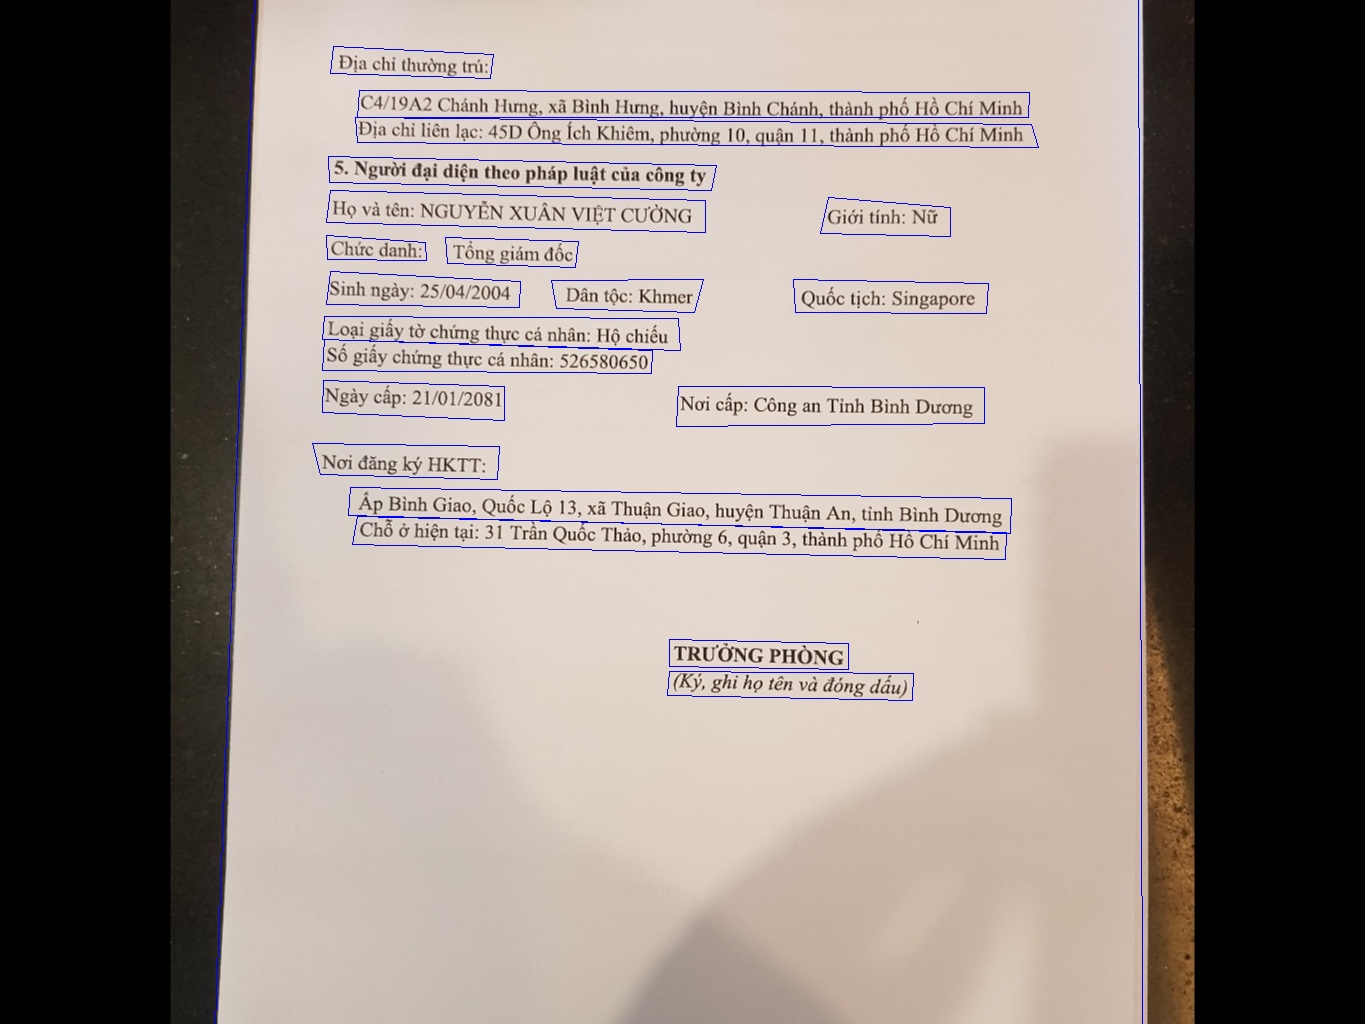 Địa chỉ thường trú:
C4/19A2 Chánh Hưng, xã Bình Hưng, huyện Bình Chánh, thành phố Hồ Chí Minh
Địa chỉ liên lạc: 45D Ông Ích Khiêm, phường 10, quận 11, thành phố Hồ Chí Minh
5. Người đại diện theo pháp luật của công ty
Họ và tên: NGUYỄN XUÂN VIỆT CƯỜNG Giới tính: Nữ
Chức danh: Tổng giám đốc
Sinh ngày: 25/04/2004 Dân tộc: Khmer Quốc tịch: Singapore
Loại giấy tờ chứng thực cá nhân: Hộ chiếu
Số giấy chứng thực cá nhân: 526580650
Ngày cấp: 21/01/2081 Nơi cấp: Công an Tỉnh Bình Dương
Nơi đăng ký HKTT:
Ấp Bình Giao, Quốc Lộ 13, xã Thuận Giao, huyện Thuận An, tỉnh Bình Dương
Chỗ ở hiện tại: 31 Trần Quốc Thảo, phường 6, quận 3, thành phố Hồ Chí Minh
TRƯỞNG PHÒNG
(Ký, ghi họ tên và đóng dấu)